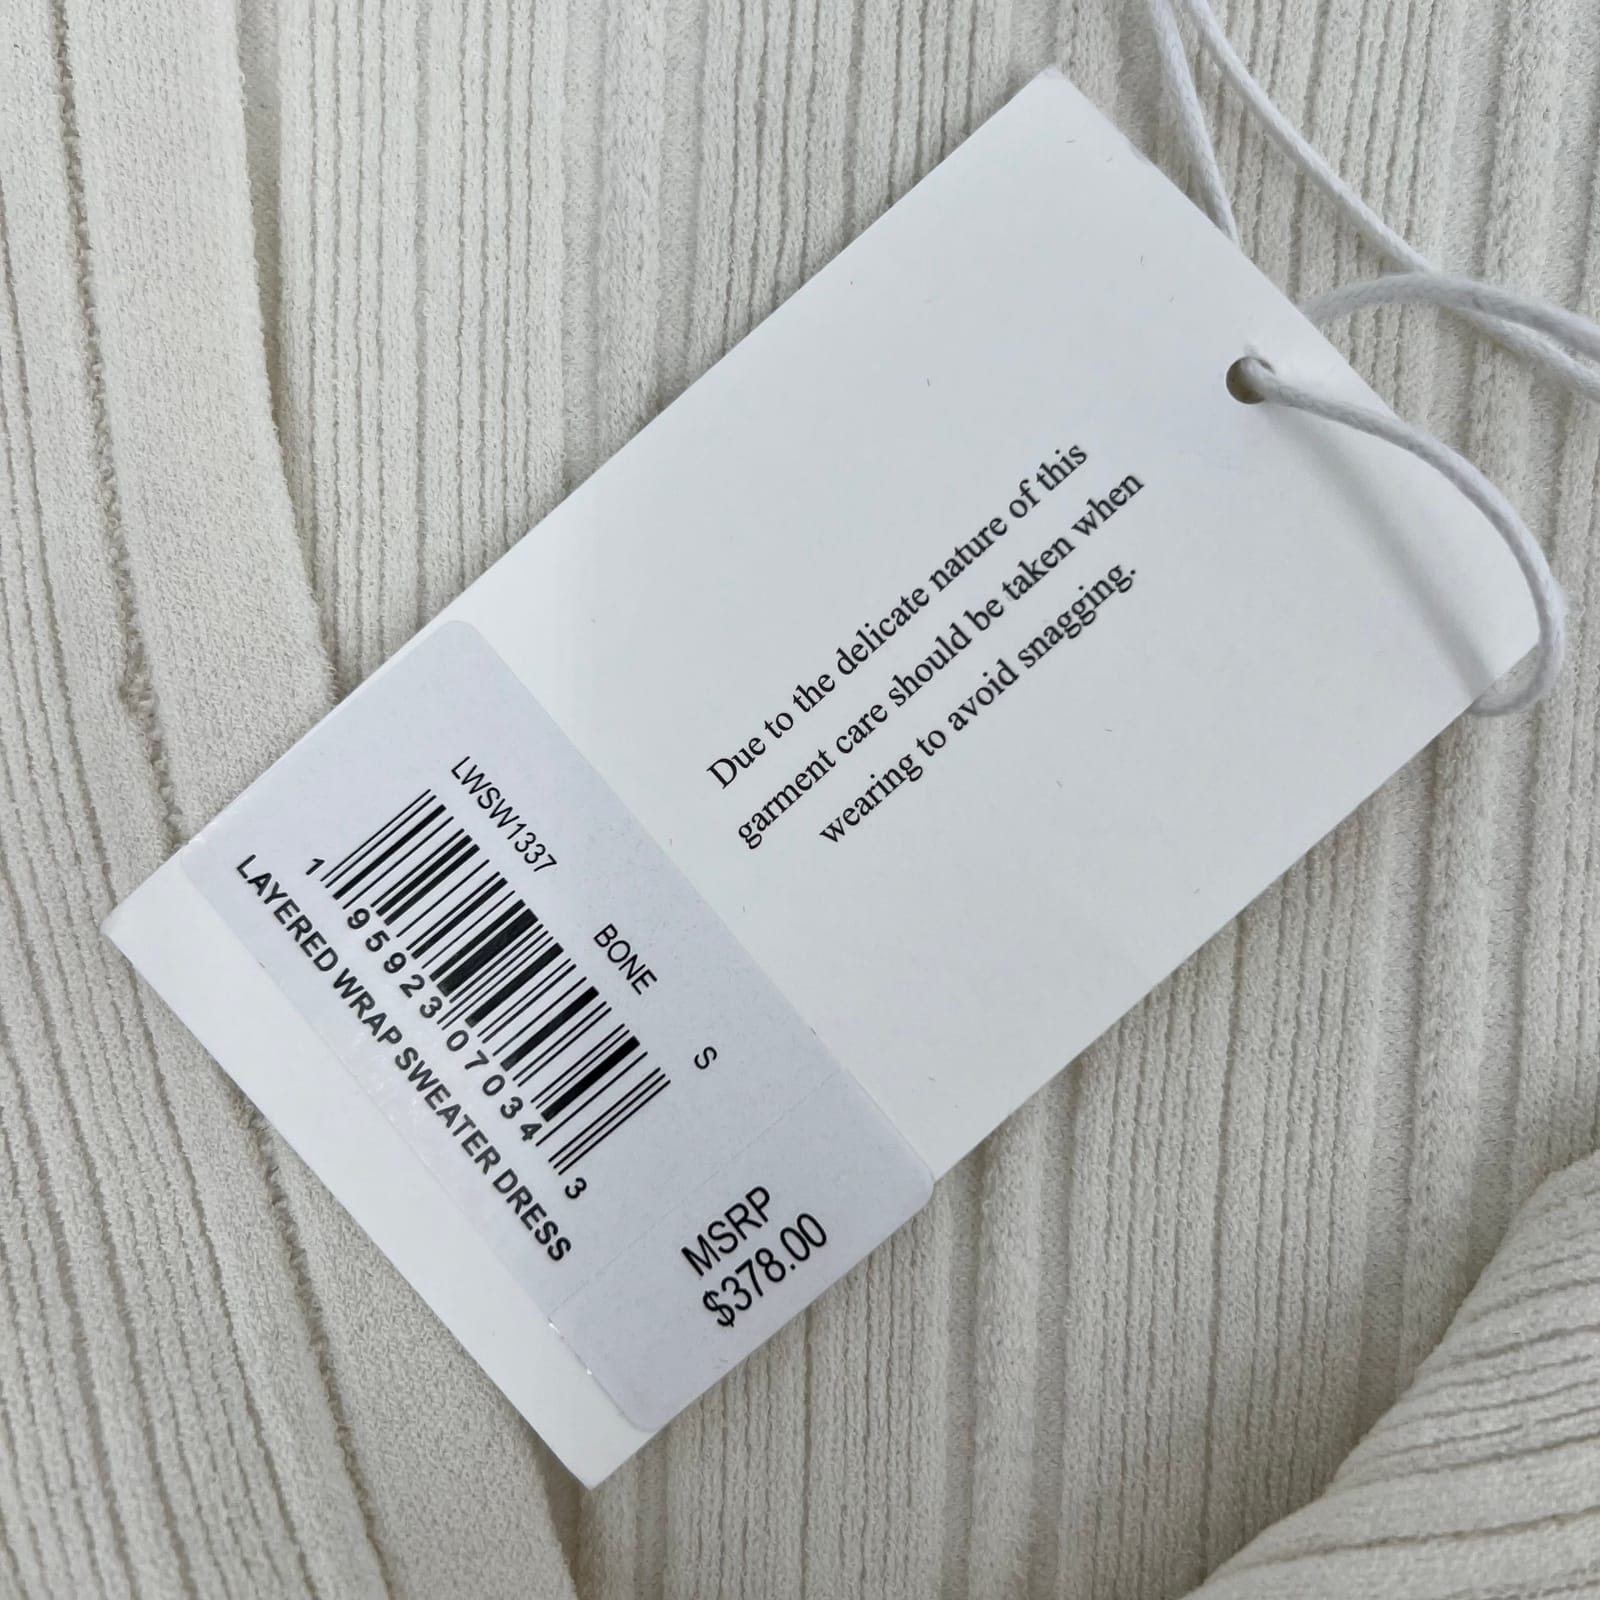 Due to the delicate nature of this
garment care should be taken when
wearing to avoid snagging.
LWSW1337 BONE S
1 95923 07034 3
LAYERED WRAP SWEATER DRESS
MSRP
$378.00